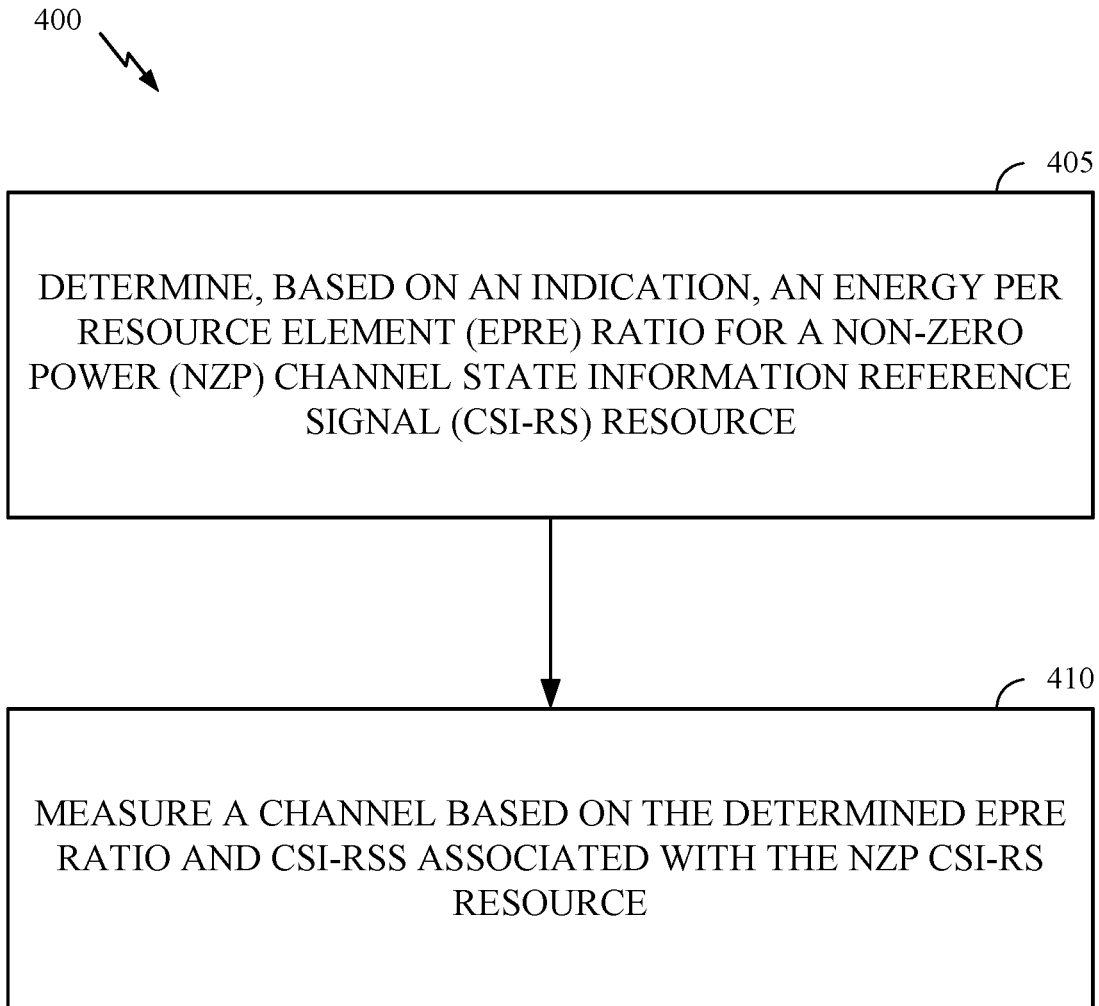 400
405
DETERMINE, BASED ON AN INDICATION, AN ENERGY PER
RESOURCE ELEMENT (EPRE) RATIO FOR A NON-ZERO
POWER (NZP) CHANNEL STATE INFORMATION REFERENCE
SIGNAL (CSI-RS) RESOURCE
410
MEASURE A CHANNEL BASED ON THE DETERMINED EPRE
RATIO AND CSI-RSS ASSOCIATED WITH THE NZP CSI-RS
RESOURCE